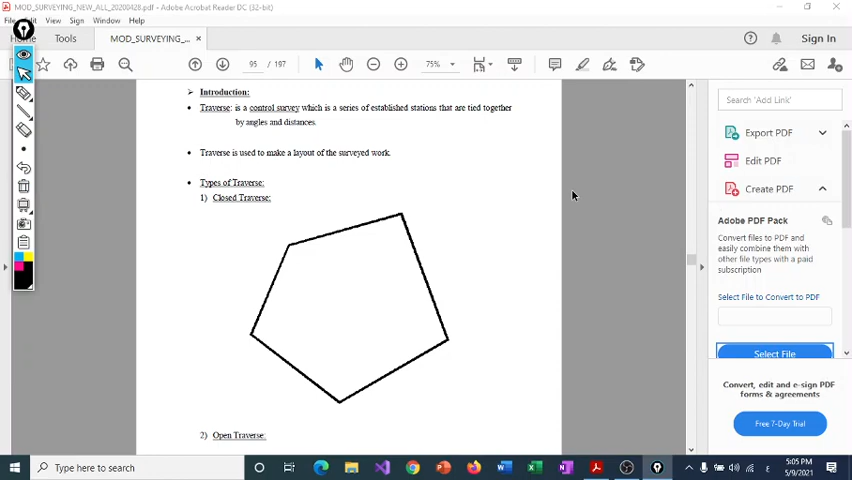 MOD_SURVEYING_NEW_ALL_20200428.pdf - Adobe Acrobat Reader DC (32-bit)
File Edit View Sign Window Help
Home Tools MOD_SURVEYING_... × Sign In
95 / 197 75%
➤ Introduction:
• Traverse: is a control survey which is a series of established stations that are tied together
by angles and distances.
• Traverse is used to make a layout of the surveyed work.
• Types of Traverse:
1) Closed Traverse:
2) Open Traverse:
Search 'Add Link'
Export PDF
Edit PDF
Create PDF
Adobe PDF Pack
Convert files to PDF and
easily combine them with
other file types with a paid
subscription
Select File to Convert to PDF
Select File
Convert, edit and e-sign PDF
forms & agreements
Free 7-Day Trial
Type here to search
5:05 PM
5/9/2021